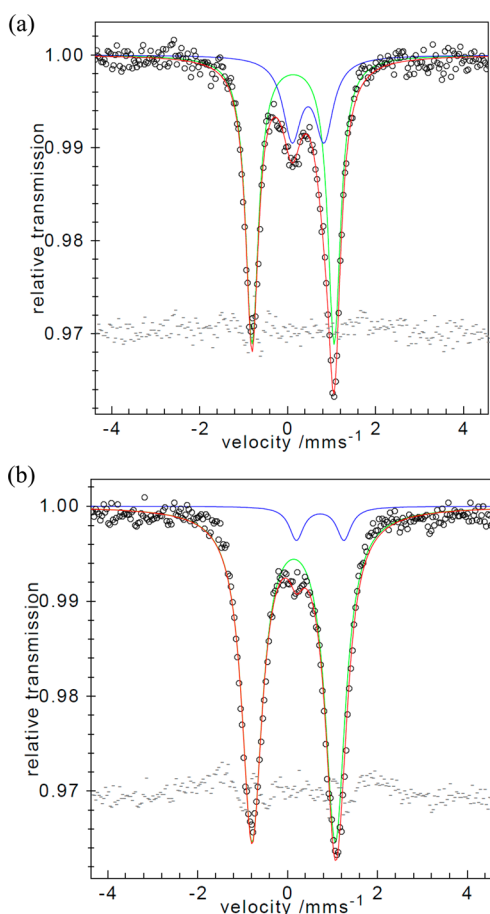 (a)
1.00
0.99
0.98
0.97
relative transmission
-4 -2 0 2 4
velocity /mms-1
(b)
1.00
0.99
0.98
0.97
relative transmission
-4 -2 0 2 4
velocity /mms-1